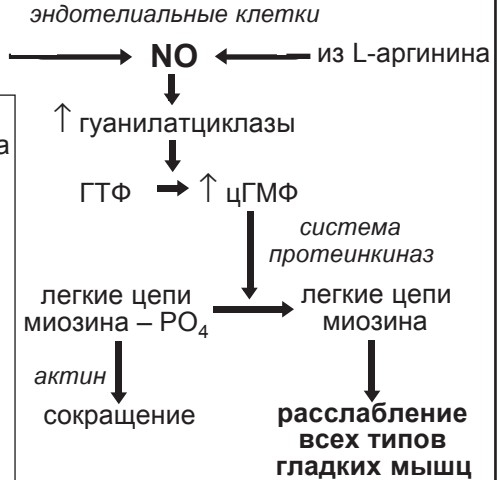 эндотелиальные клетки
NO
из L-аргинина
↑ гуанилатциклазы
а
ГТФ
↑ цГМФ
система
протеинкиназ
легкие цепи
миозина – PO₄
легкие цепи
миозина
актин
сокращение
расслабление
всех типов
гладких мышц